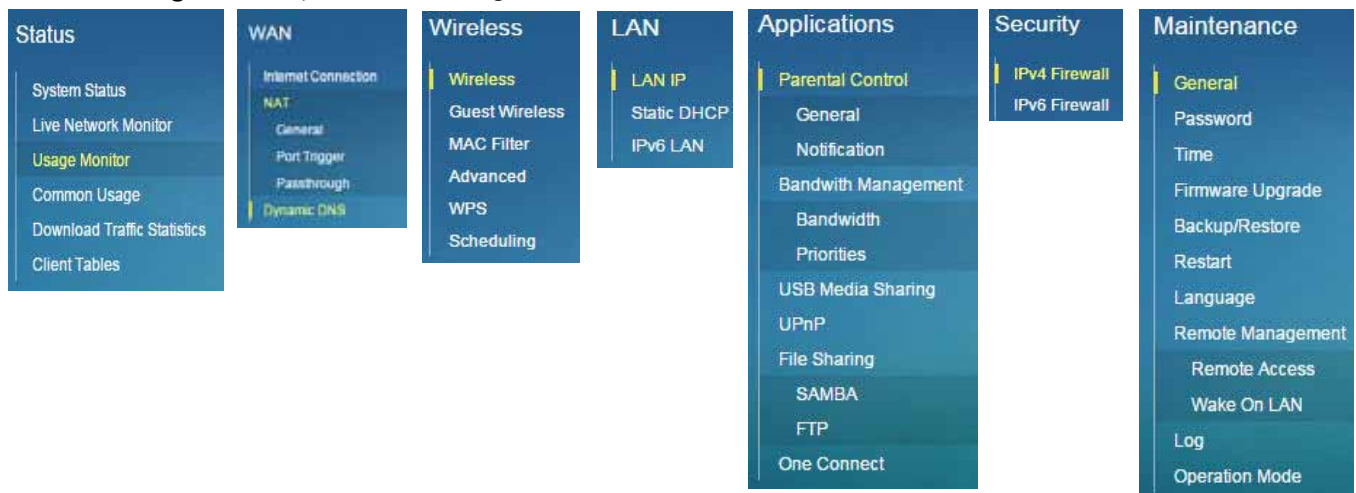 Status
System Status
Live Network Monitor
Usage Monitor
Common Usage
Download Traffic Statistics
Client Tables
WAN
Internet Connection
NAT
General
Port Trigger
Passthrough
Dynamic DNS
Wireless
Wireless
Guest Wireless
MAC Filter
Advanced
WPS
Scheduling
LAN
LAN IP
Static DHCP
IPv6 LAN
Applications
Parental Control
General
Notification
Bandwith Management
Bandwidth
Priorities
USB Media Sharing
UPnP
File Sharing
SAMBA
FTP
One Connect
Security
IPv4 Firewall
IPv6 Firewall
Maintenance
General
Password
Time
Firmware Upgrade
Backup/Restore
Restart
Language
Remote Management
Remote Access
Wake On LAN
Log
Operation Mode